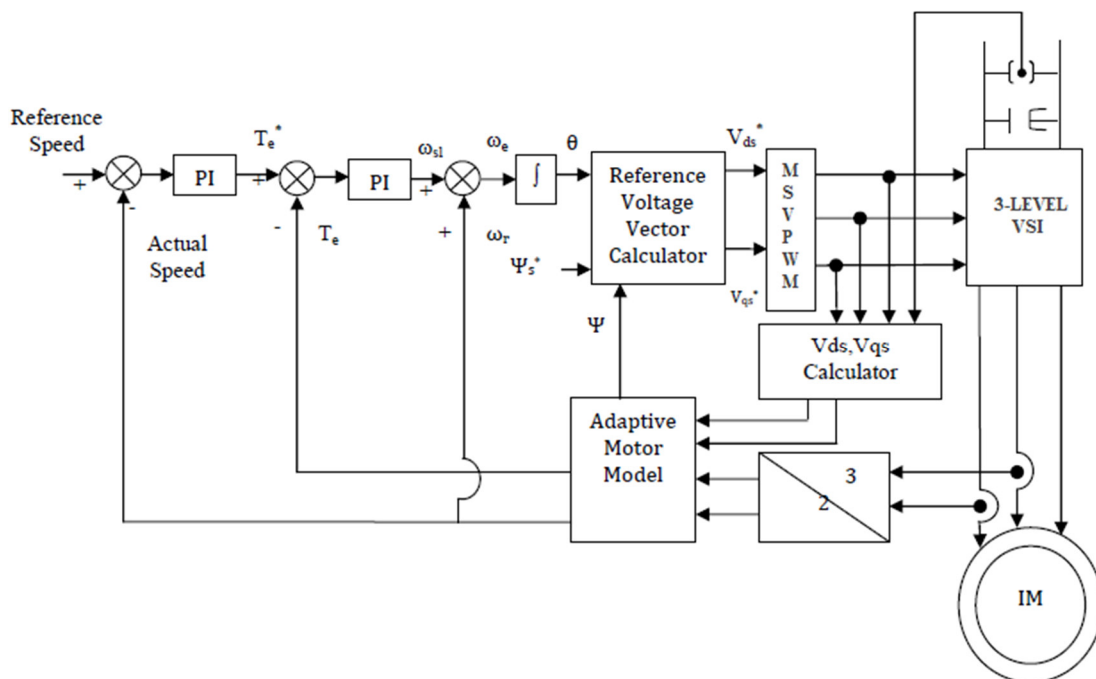 Reference
Speed
+
-
PI
Te*
+
-
Te
Actual
Speed
PI
ωsl
+
+
ωe
ωr
∫
θ
Ψs*
Reference
Voltage
Vector
Calculator
Ψ
Vds*
Vqs*
M
S
V
P
W
M
3-LEVEL
VSI
Vds,Vqs
Calculator
Adaptive
Motor
Model
3
2
IM